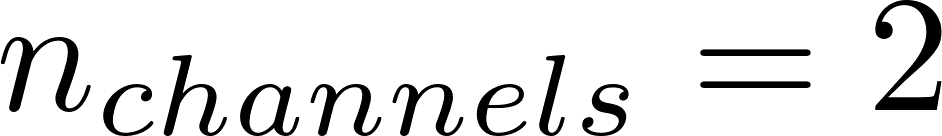 n_{channels} = 2